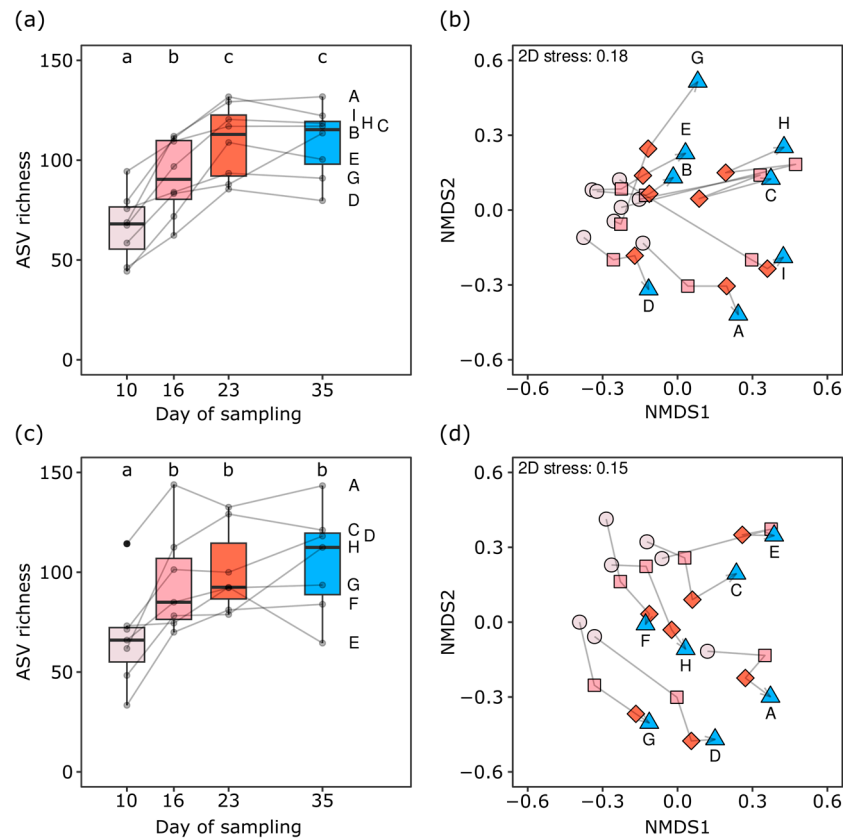 (a)
150
100
50
0
ASV richness
a b c c
A
I
H C
B
E
G
D
10 16 23 35
Day of sampling
(b)
2D stress: 0.18
0.6
0.3
0.0
−0.3
−0.6
NMDS2
G
E
H
B
C
I
D
A
−0.6 −0.3 0.0 0.3 0.6
NMDS1
(c)
150
100
50
0
ASV richness
a b b b
A
C D
H
G
F
E
10 16 23 35
Day of sampling
(d)
2D stress: 0.15
0.6
0.3
0.0
−0.3
−0.6
NMDS2
E
C
F
H
A
G
D
−0.6 −0.3 0.0 0.3 0.6
NMDS1